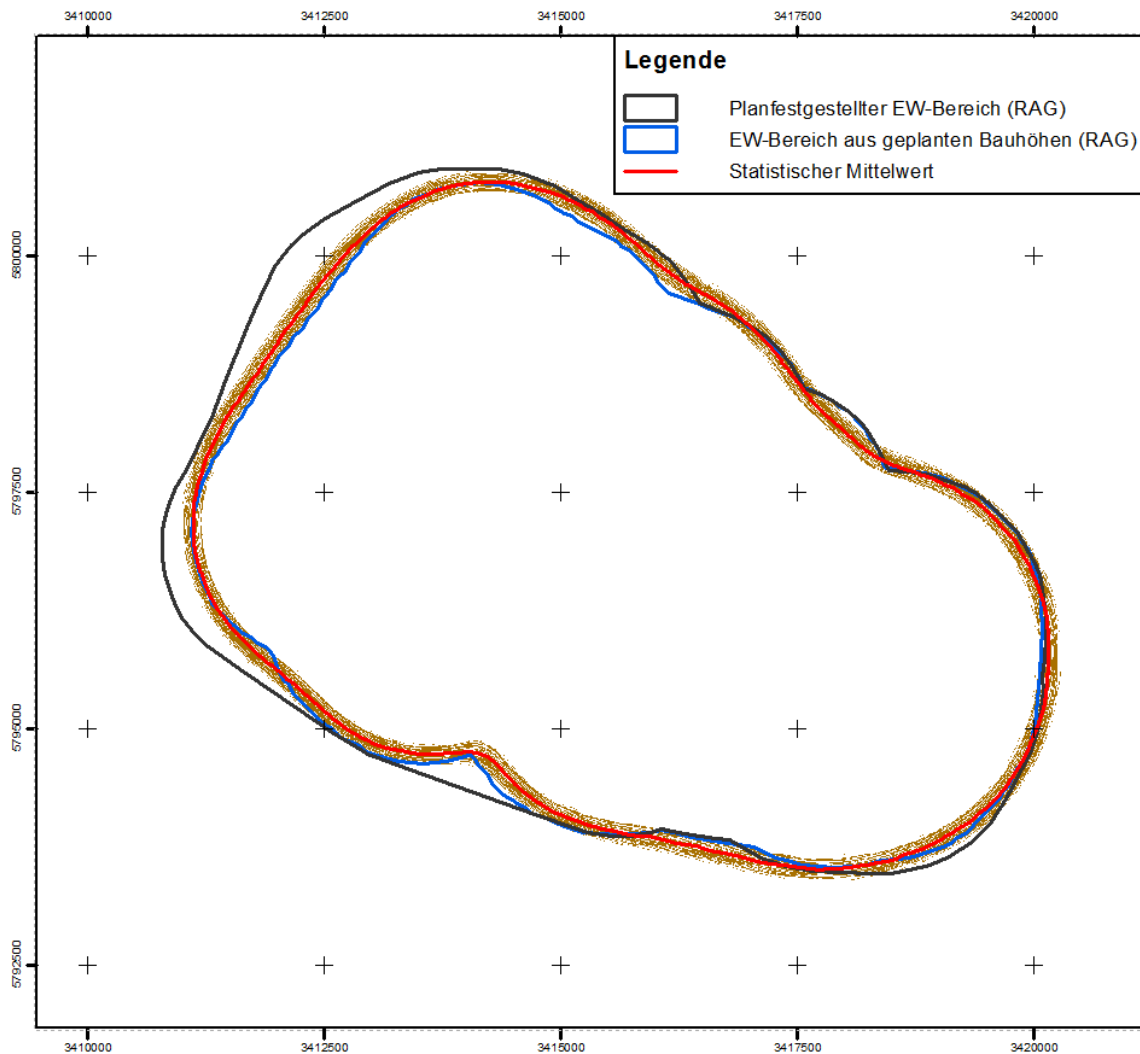 3410000 3412500 3415000 3417500 3420000
Legende
Planfestgestellter EW-Bereich (RAG)
EW-Bereich aus geplanten Bauhöhen (RAG)
Statistischer Mittelwert
5800000
5797500
5795000
5792500
3410000 3412500 3415000 3417500 3420000